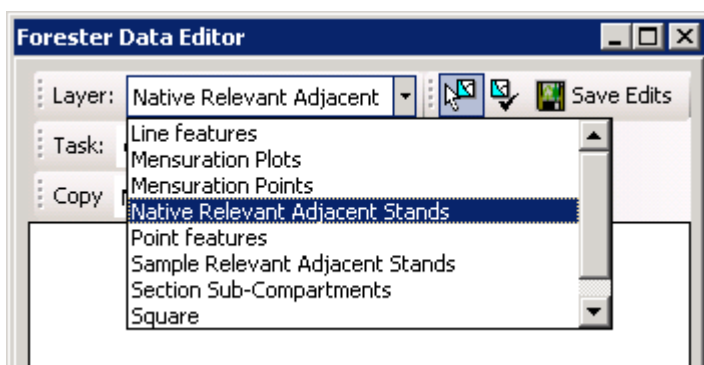 Forester Data Editor
Layer: Native Relevant Adjacent Save Edits
Task:
Copy
Line features
Mensuration Plots
Mensuration Points
Native Relevant Adjacent Stands
Point features
Sample Relevant Adjacent Stands
Section Sub-Compartments
Square